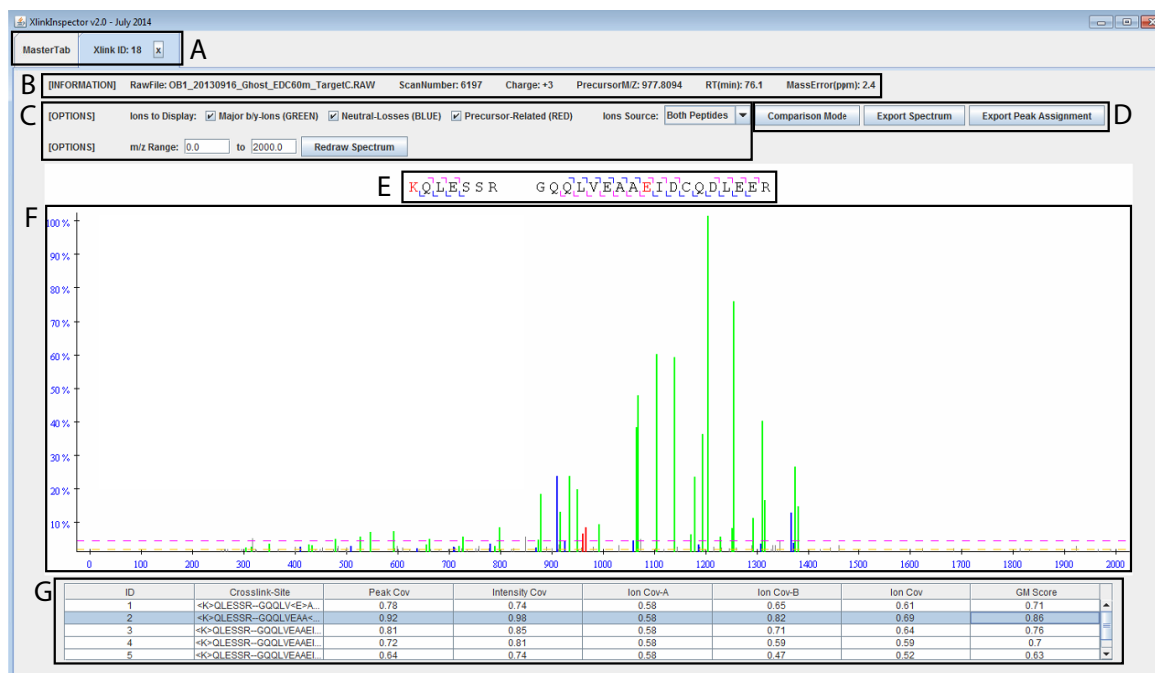 XlinkInspector v2.0 - July 2014
MasterTab Xlink ID: 18 x A
B [INFORMATION] RawFile: OB1_20130916_Ghost_EDC60m_TargetC.RAW ScanNumber: 6197 Charge: +3 PrecursorM/Z: 977.8094 RT(min): 76.1 MassError(ppm): 2.4
C [OPTIONS] Ions to Display: Major b/y-Ions (GREEN) Neutral-Losses (BLUE) Precursor-Related (RED) Ions Source: Both Peptides Comparison Mode Export Spectrum Export Peak Assignment D
[OPTIONS] m/z Range: 0.0 to 2000.0 Redraw Spectrum
E KQLESSR GQQLVEAAEIDCQDLEER
F
100 %
90 %
80 %
70 %
60 %
50 %
40 %
30 %
20 %
10 %
0 100 200 300 400 500 600 700 800 900 1000 1100 1200 1300 1400 1500 1600 1700 1800 1900 2000
G ID Crosslink-Site Peak Cov Intensity Cov Ion Cov-A Ion Cov-B Ion Cov GM Score
1 <K>QLESSR--GQQLV<E>A... 0.78 0.74 0.58 0.65 0.61 0.71
2 <K>QLESSR--GQQLVEAA<... 0.92 0.98 0.58 0.82 0.69 0.86
3 <K>QLESSR--GQQLVEAAEI... 0.81 0.85 0.58 0.71 0.64 0.76
4 <K>QLESSR--GQQLVEAAEI... 0.72 0.81 0.58 0.59 0.59 0.7
5 <K>QLESSR--GQQLVEAAEI... 0.64 0.74 0.58 0.47 0.52 0.63